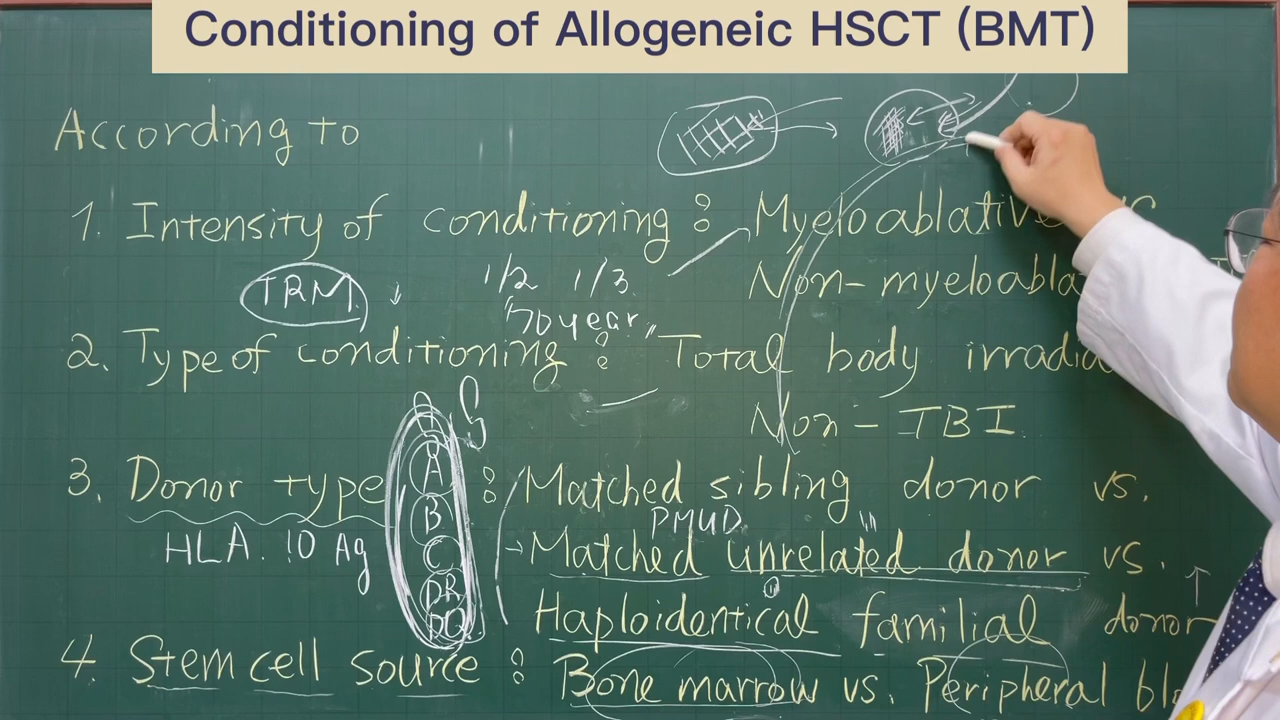 Conditioning of Allogeneic HSCT (BMT)
According to
1. Intensity of conditioning : Myeloablative vs
TRM ↓ 1/2 1/3 Non-myeloabla
70 year,,
2. Type of conditioning : Total body irradia
Non-TBI
3. Donor type : Matched sibling donor vs.
A
B
C
DR
DQ
PMUD
HLA. 10 Ag → Matched unrelated donor vs.
Haploidentical familial donor ↑
4. Stem cell source : Bone marrow vs. Peripheral blo